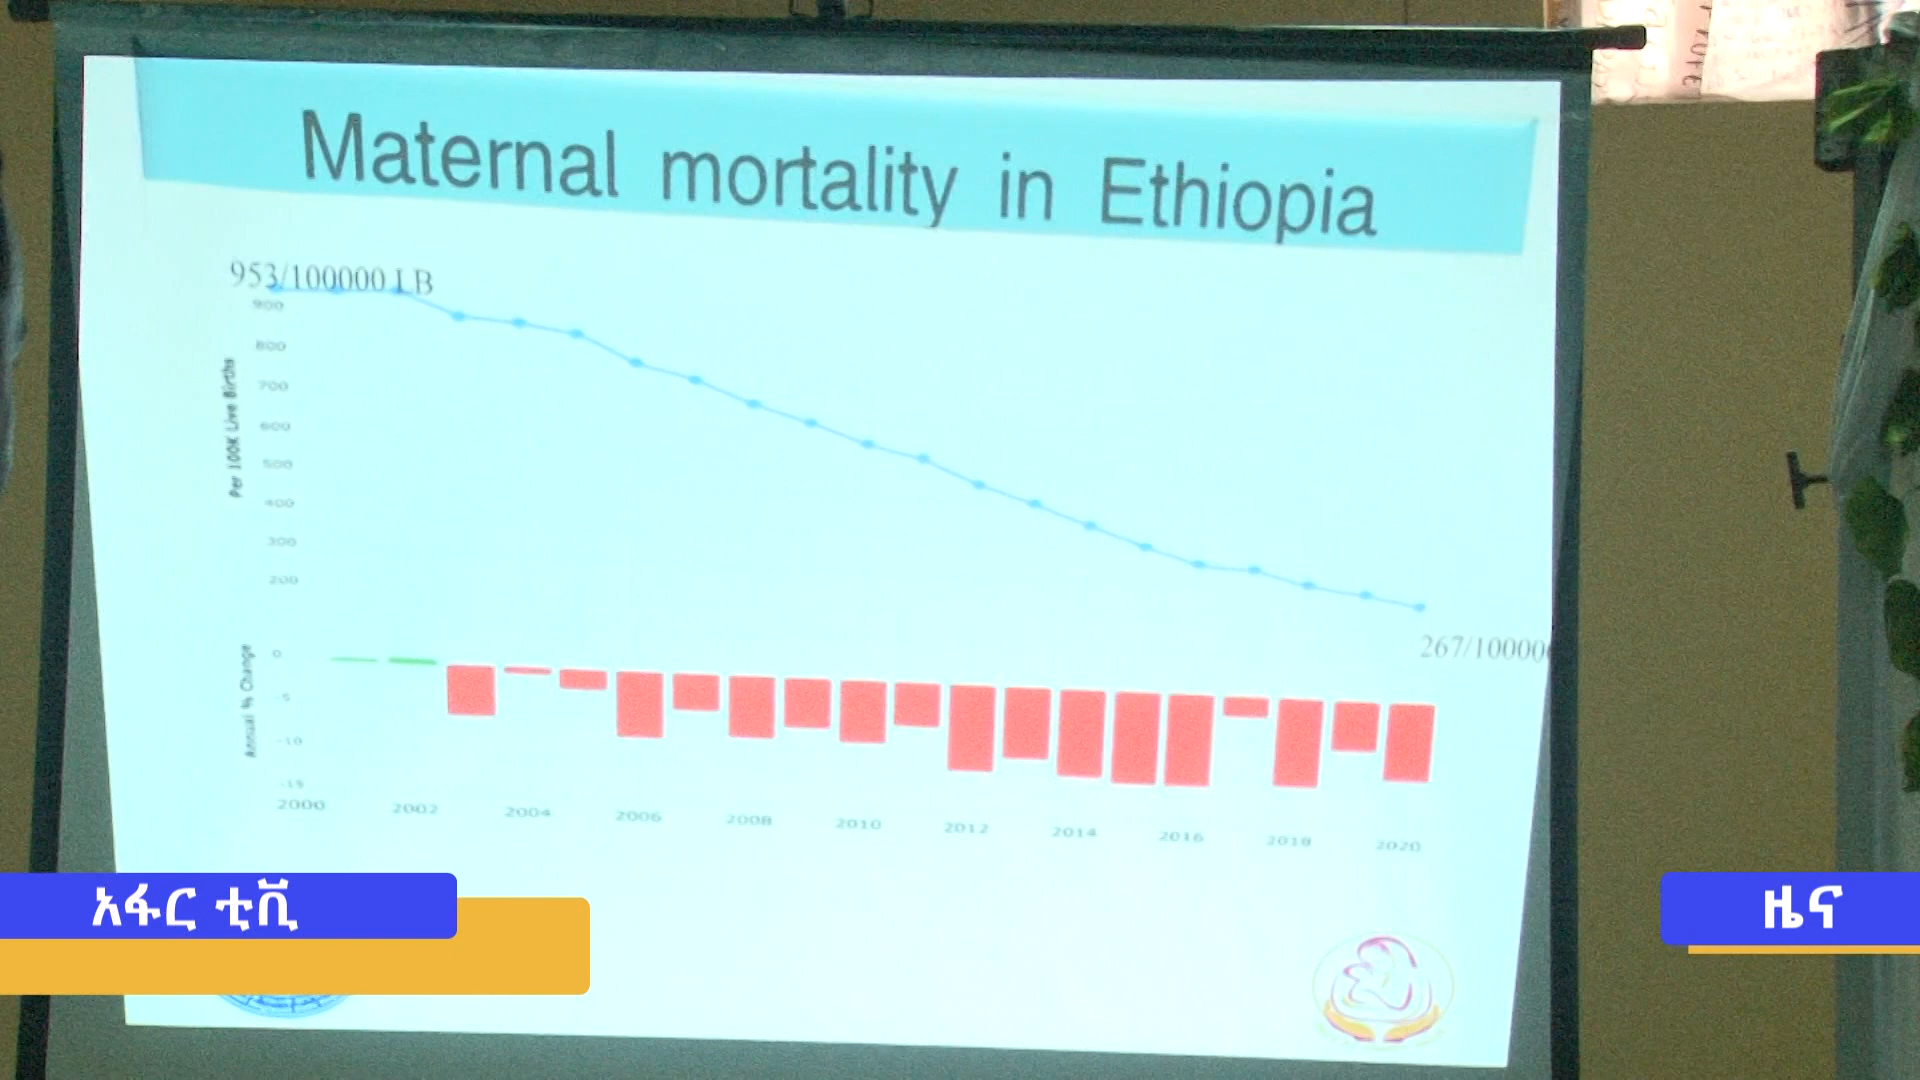 Maternal mortality in Ethiopia
953/100000 LB
900
800
700
600
500
400
300
200
Per 100K Live Births
267/10000
0
-5
-10
-15
Annual % Change
2000 2002 2004 2006 2008 2010 2012 2014 2016 2018 2020
አፋር ቲቪ
ዜና